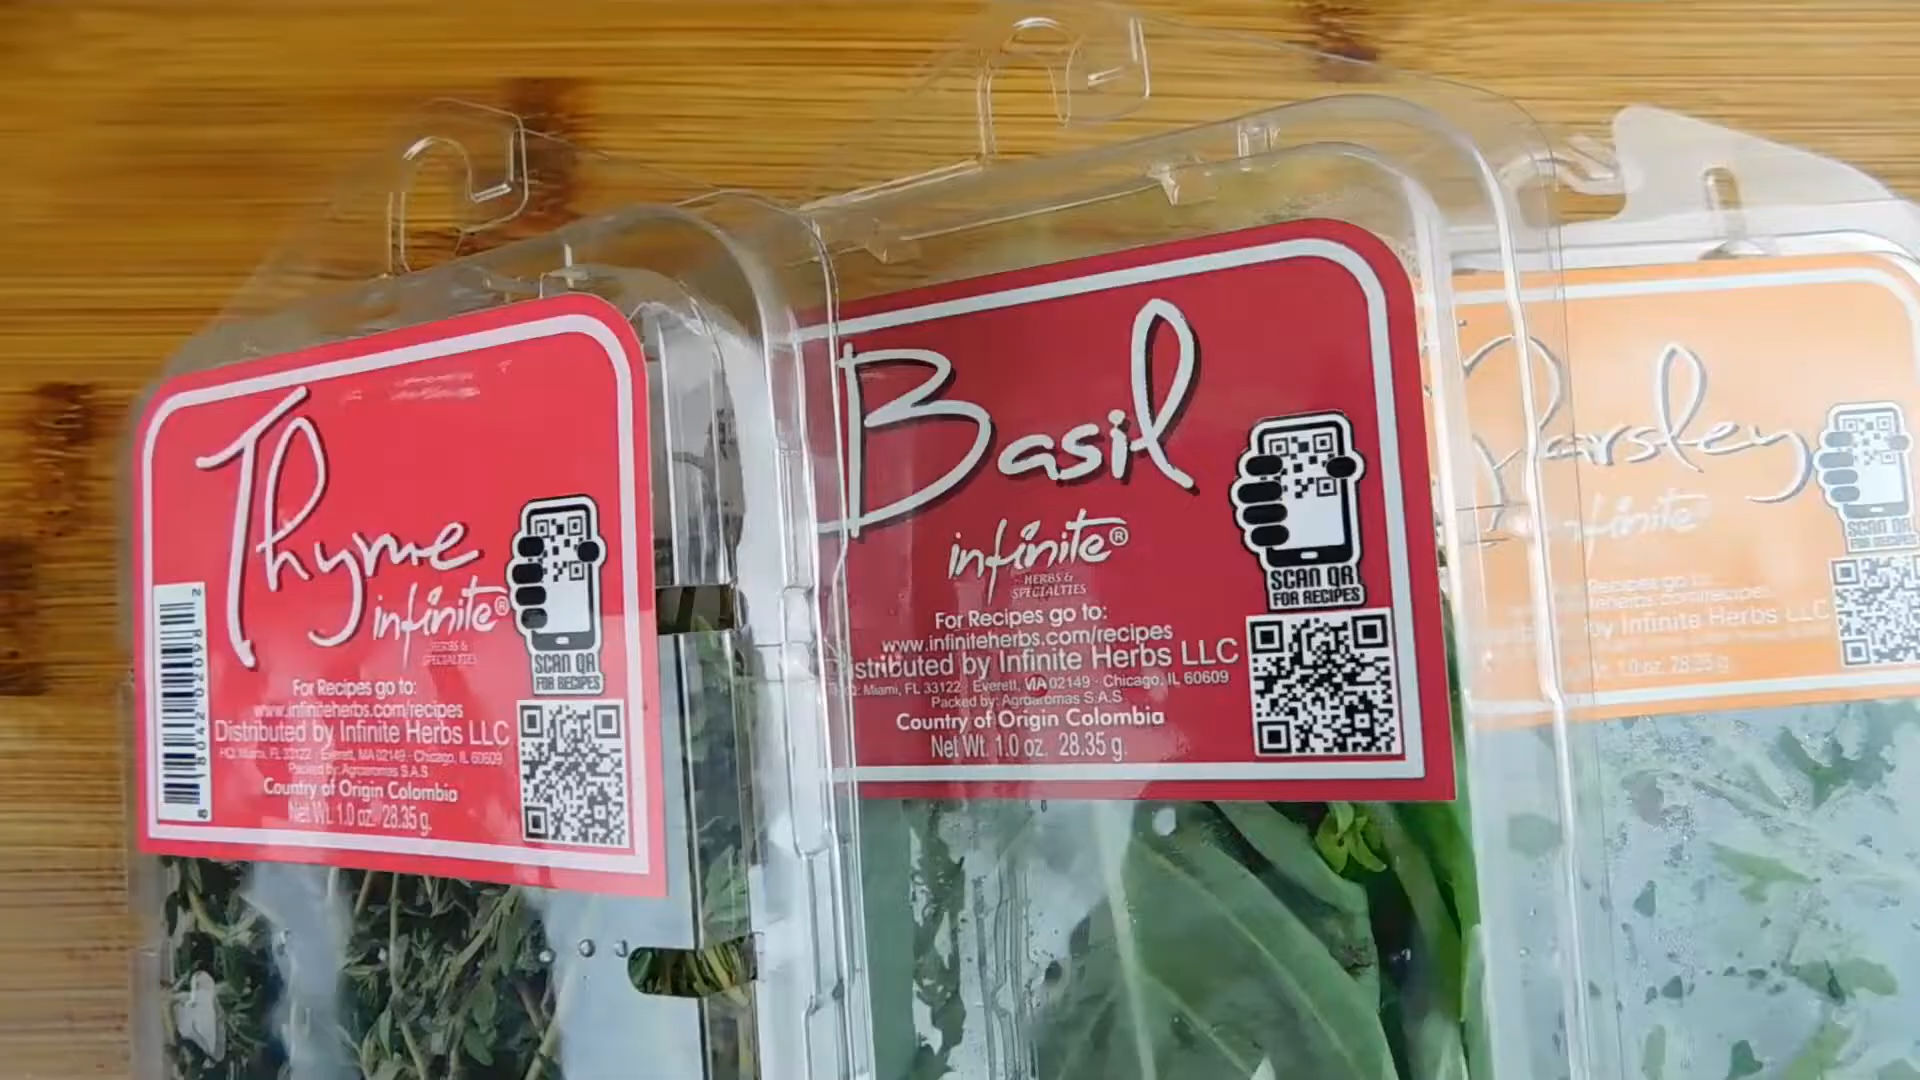 Thyme
infinite®
HERBS &
SPECIALTIES
SCAN QR
FOR RECIPES
For Recipes go to:
www.infiniteherbs.com/recipes
Distributed by Infinite Herbs LLC
HQ: Miami, FL 33122 · Everett, MA 02149 · Chicago, IL 60609
Packed by: Agroaromas S.A.S
Country of Origin Colombia
Net Wt. 1.0 oz. 28.35 g.
Basil
infinite®
HERBS &
SPECIALTIES
SCAN QR
FOR RECIPES
For Recipes go to:
www.infiniteherbs.com/recipes
istributed by Infinite Herbs LLC
Miami, FL 33122 · Everett, MA 02149 · Chicago, IL 60609
Packed by: Agroaromas S.A.S
Country of Origin Colombia
Net Wt. 1.0 oz. 28.35 g.
Parsley
infinite®
SCAN QR
FOR RECIPES
Recipes go
by Infinite Herbs LLC
1.0 oz. 28.35 g